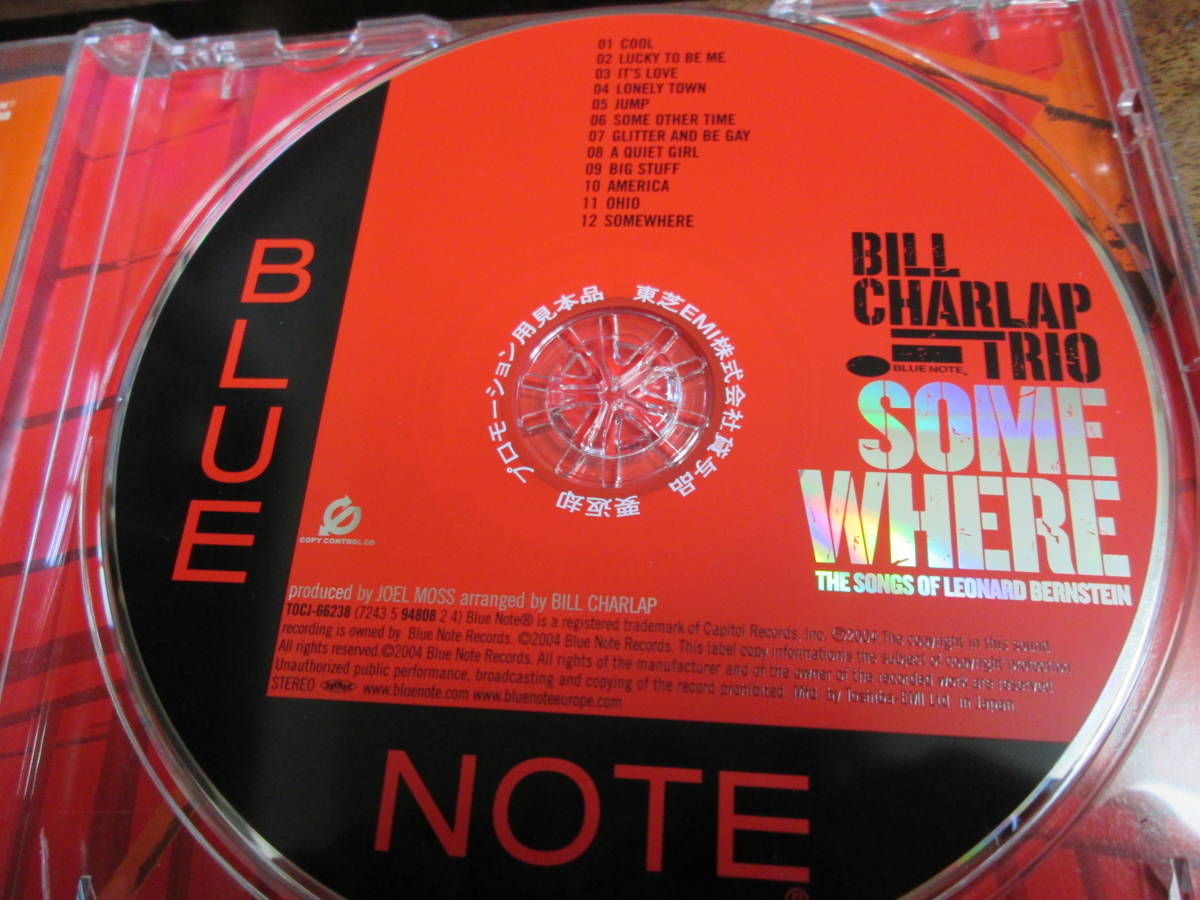 01 COOL
02 LUCKY TO BE ME
03 IT'S LOVE
04 LONELY TOWN
05 JUMP
06 SOME OTHER TIME
07 GLITTER AND BE GAY
08 A QUIET GIRL
09 BIG STUFF
10 AMERICA
11 OHIO
12 SOMEWHERE
BILL
CHARLAP
TRIO
BLUE NOTE®
SOME
WHERE
THE SONGS OF LEONARD BERNSTEIN
プロモーション用見本品 東芝EMI株式会社貸与品 要返却
BLUE
COPY CONTROL CD
produced by JOEL MOSS arranged by BILL CHARLAP
TOCJ-66238 (7243 5 94808 2 4) Blue Note® is a registered trademark of Capitol Records, Inc. ℗2004 The copyright in this sound
recording is owned by Blue Note Records. ©2004 Blue Note Records. This label copy informationis the subject of copyright protection.
All rights reserved.©2004 Blue Note Records. All rights of the manufacturer and of the owner of the recorded work are reserved.
Unauthorized public performance, broadcasting and copying of the record prohibited. Mfd. by Toshiba-EMI Ltd. in Japan.
STEREO www.bluenote.com www.bluenoteeurope.com
NOTE®